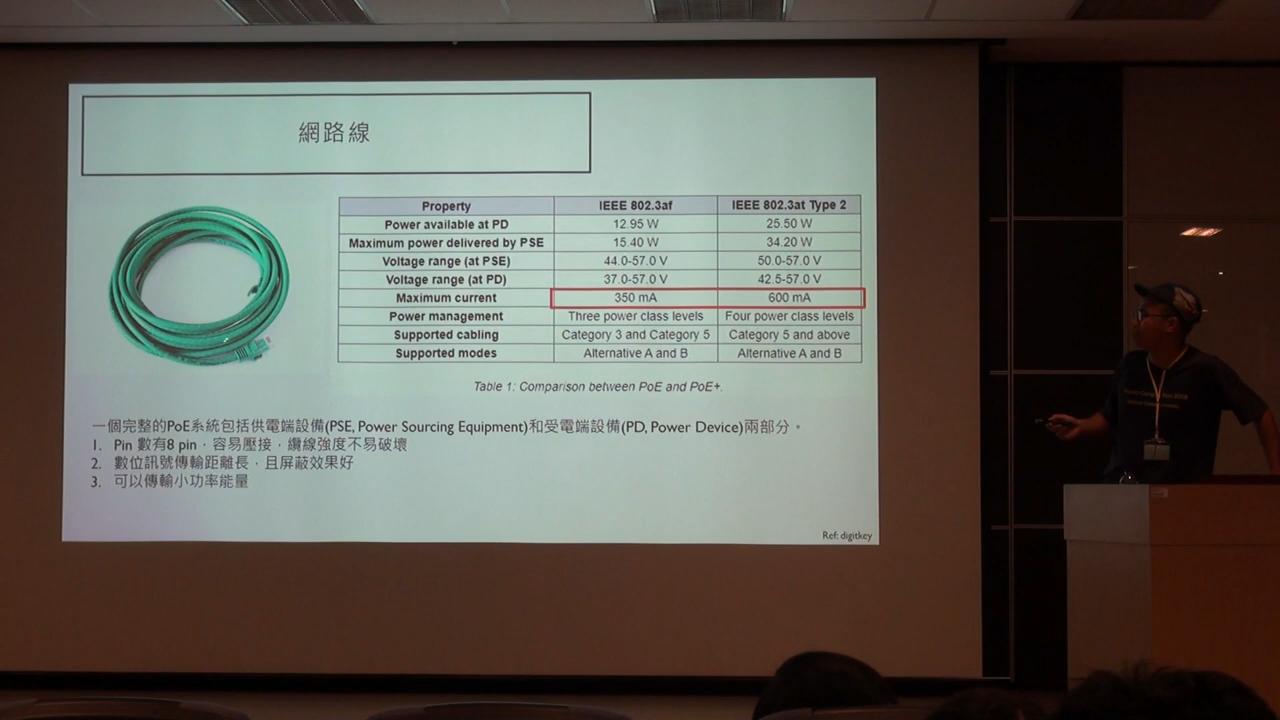 網路線
Property IEEE 802.3af IEEE 802.3at Type 2
Power available at PD 12.95 W 25.50 W
Maximum power delivered by PSE 15.40 W 34.20 W
Voltage range (at PSE) 44.0-57.0 V 50.0-57.0 V
Voltage range (at PD) 37.0-57.0 V 42.5-57.0 V
Maximum current 350 mA 600 mA
Power management Three power class levels Four power class levels
Supported cabling Category 3 and Category 5 Category 5 and above
Supported modes Alternative A and B Alternative A and B
Table 1: Comparison between PoE and PoE+.
一個完整的PoE系統包括供電端設備(PSE, Power Sourcing Equipment)和受電端設備(PD, Power Device)兩部分。
1. Pin 數有8 pin，容易壓接，纜線強度不易破壞
2. 數位訊號傳輸距離長，且屏蔽效果好
3. 可以傳輸小功率能量
Ref: digitkey